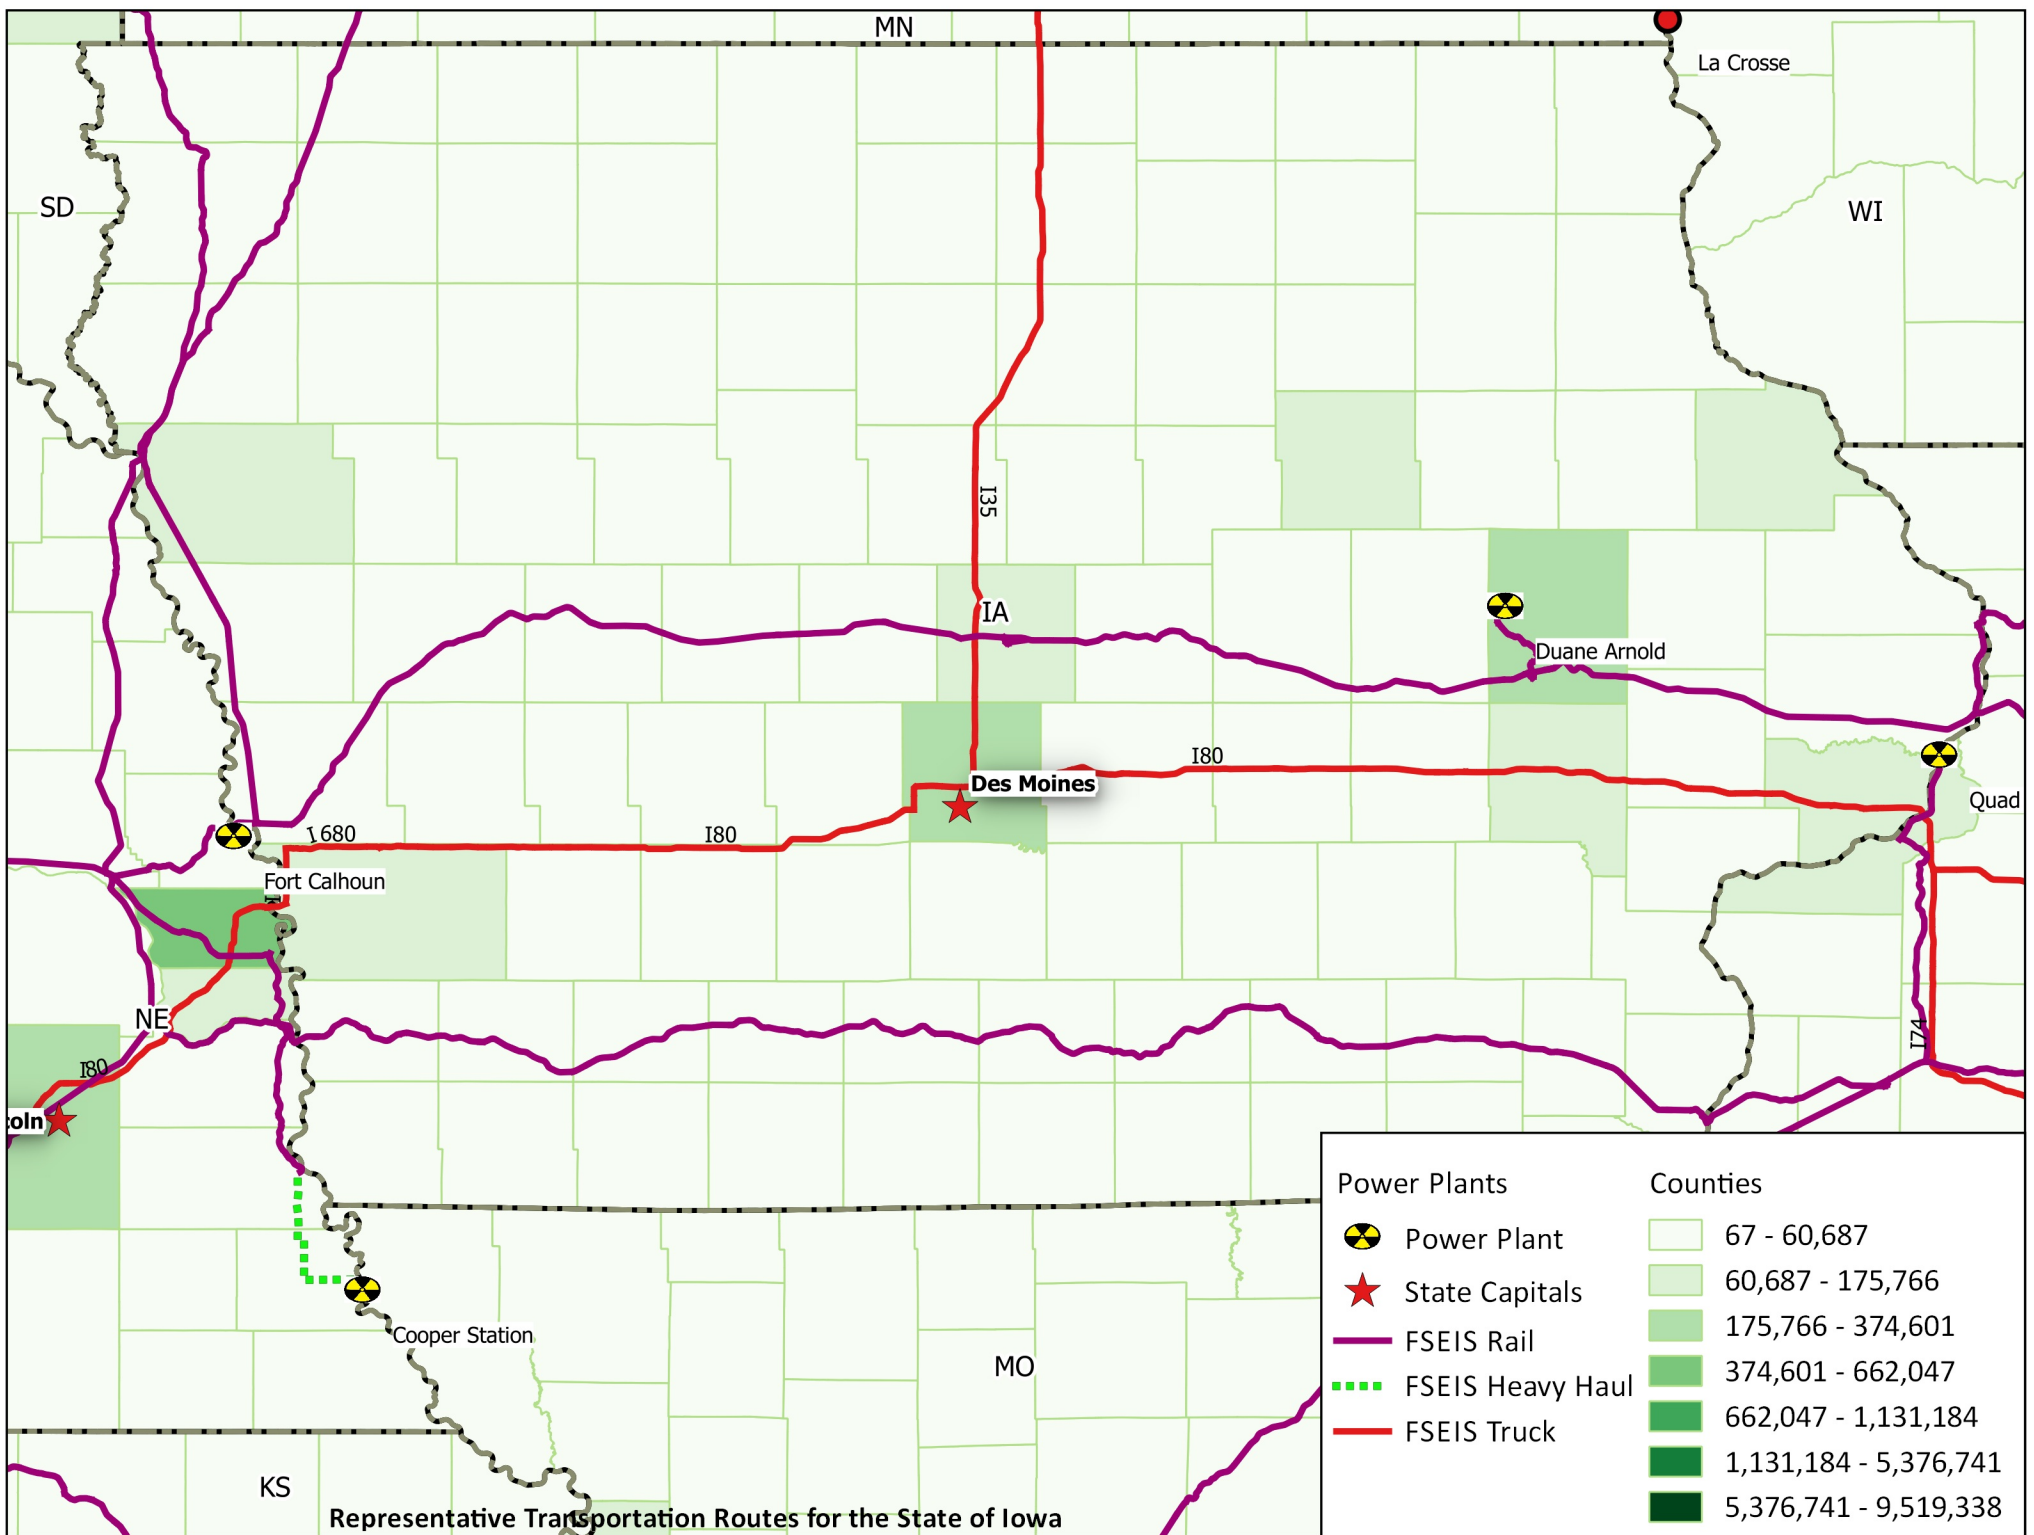 MN
La Crosse
SD
WI
I35
IA
Duane Arnold
I80
Des Moines
Quad
I 680
I80
Fort Calhoun
NE
I80
I74
coln
Cooper Station
MO
KS
Representative Transportation Routes for the State of Iowa
Power Plants
Power Plant
State Capitals
FSEIS Rail
FSEIS Heavy Haul
FSEIS Truck
Counties
67 - 60,687
60,687 - 175,766
175,766 - 374,601
374,601 - 662,047
662,047 - 1,131,184
1,131,184 - 5,376,741
5,376,741 - 9,519,338